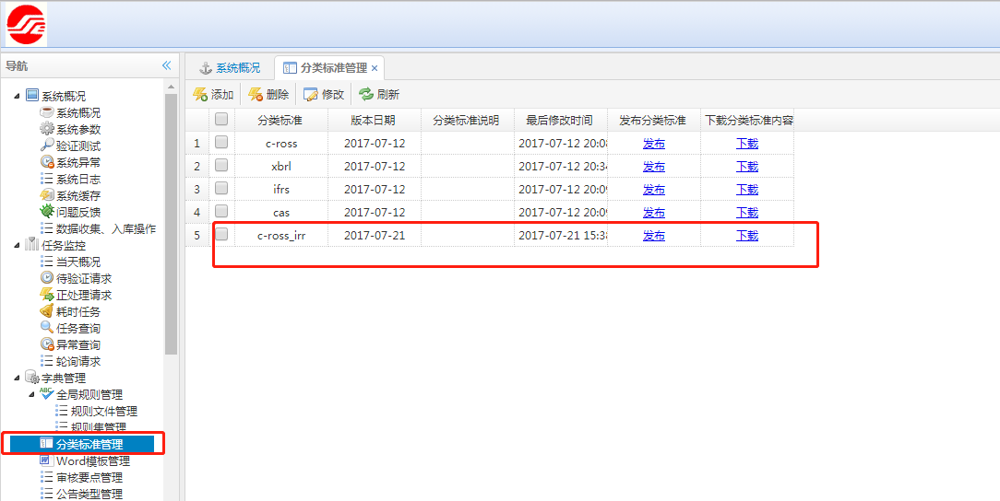 导航
系统概况
系统概况
系统参数
验证测试
系统异常
系统日志
系统缓存
问题反馈
数据收集、入库操作
任务监控
当天概况
待验证请求
正处理请求
耗时任务
任务查询
异常查询
轮询请求
字典管理
全局规则管理
规则文件管理
规则集管理
分类标准管理
Word模板管理
审核要点管理
公告类型管理
系统概况 分类标准管理 ×
添加 删除 修改 刷新
分类标准 版本日期 分类标准说明 最后修改时间 发布分类标准 下载分类标准内容
1 c-ross 2017-07-12 2017-07-12 20:08 发布 下载
2 xbrl 2017-07-12 2017-07-12 20:34 发布 下载
3 ifrs 2017-07-12 2017-07-12 20:09 发布 下载
4 cas 2017-07-12 2017-07-12 20:09 发布 下载
5 c-ross_irr 2017-07-21 2017-07-21 15:38 发布 下载